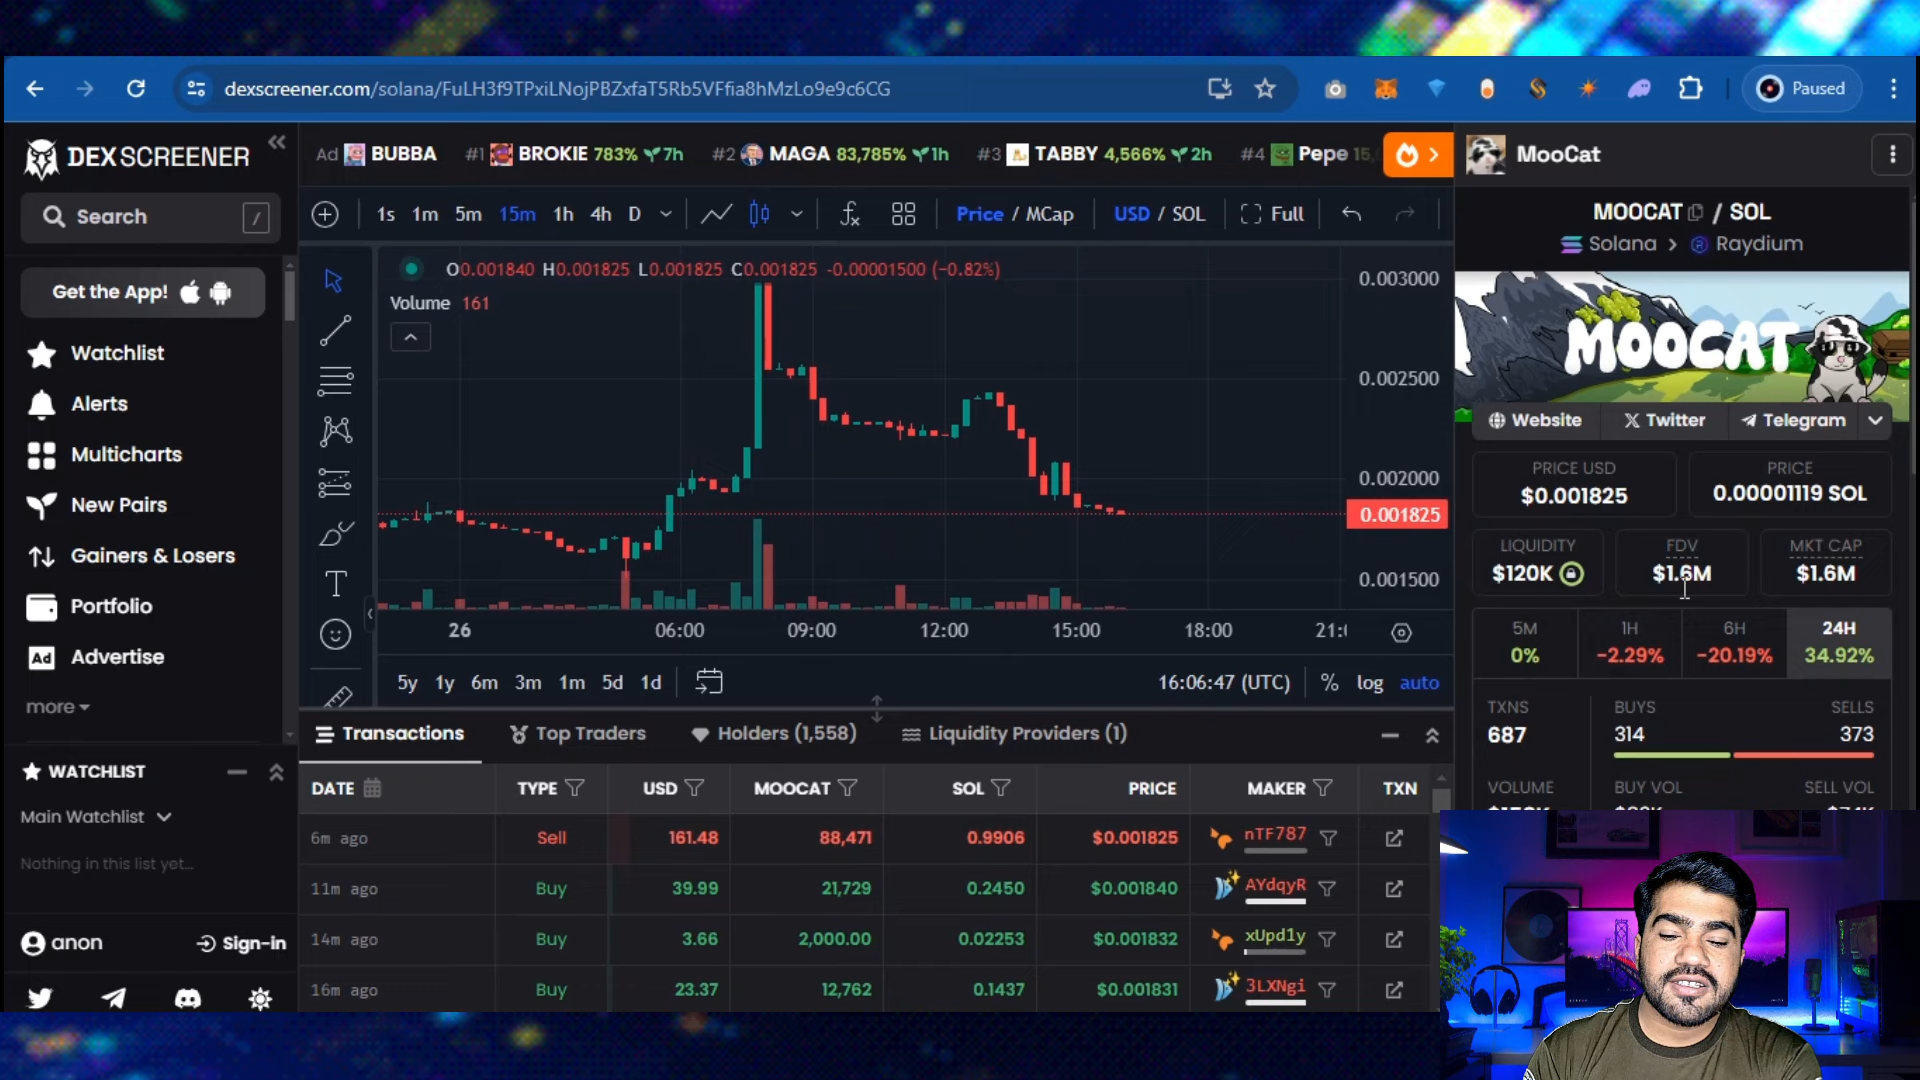 dexscreener.com/solana/FuLH3f9TPxiLNojPBZxfaT5Rb5VFfia8hMzLo9e9c6CG
Paused
DEX SCREENER
Ad BUBBA #1 BROKIE 783% 7h #2 MAGA 83,785% 1h #3 TABBY 4,566% 2h #4 Pepe
MooCat
Search /
1s 1m 5m 15m 1h 4h D Price / MCap USD / SOL Full
MOOCAT / SOL
Solana > Raydium
Get the App!
Watchlist
Alerts
Multicharts
New Pairs
Gainers & Losers
Portfolio
Ad Advertise
more
WATCHLIST
Main Watchlist
Nothing in this list yet...
anon Sign-in
O0.001840 H0.001825 L0.001825 C0.001825 -0.00001500 (−0.82%)
Volume 161
0.003000
0.002500
0.002000
0.001825
0.001500
26 06:00 09:00 12:00 15:00 18:00
5y 1y 6m 3m 1m 5d 1d 16:06:47 (UTC) % log auto
Transactions Top Traders Holders (1,558) Liquidity Providers (1)
DATE TYPE USD MOOCAT SOL PRICE MAKER TXN
6m ago Sell 161.48 88,471 0.9906 $0.001825 nTF787
11m ago Buy 39.99 21,729 0.2450 $0.001840 AYdqyR
14m ago Buy 3.66 2,000.00 0.02253 $0.001832 xUpd1y
16m ago Buy 23.37 12,762 0.1437 $0.001831 3LXNgi
MOOCAT
Website Twitter Telegram
PRICE USD PRICE
$0.001825 0.00001119 SOL
LIQUIDITY FDV MKT CAP
$120K $1.6M $1.6M
5M 1H 6H 24H
0% -2.29% -20.19% 34.92%
TXNS BUYS SELLS
687 314 373
VOLUME BUY VOL SELL VOL